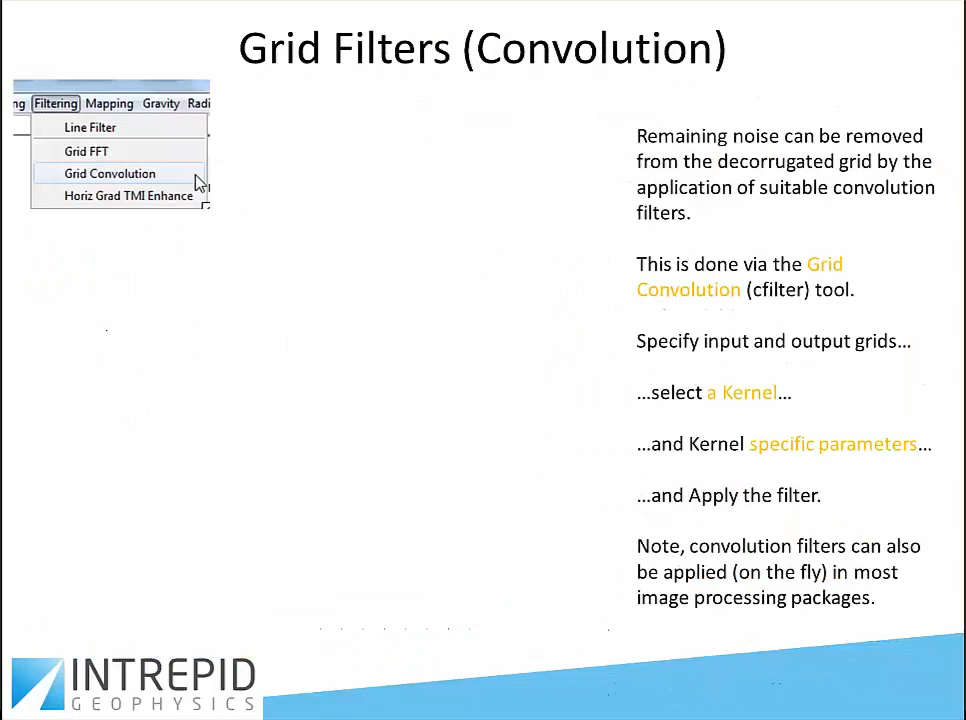 Grid Filters (Convolution)
ng Filtering Mapping Gravity Radi
Line Filter
Grid FFT
Grid Convolution
Horiz Grad TMI Enhance
Remaining noise can be removed
from the decorrugated grid by the
application of suitable convolution
filters.
This is done via the Grid
Convolution (cfilter) tool.
Specify input and output grids…
…select a Kernel…
…and Kernel specific parameters…
…and Apply the filter.
Note, convolution filters can also
be applied (on the fly) in most
image processing packages.
INTREPID
GEOPHYSICS